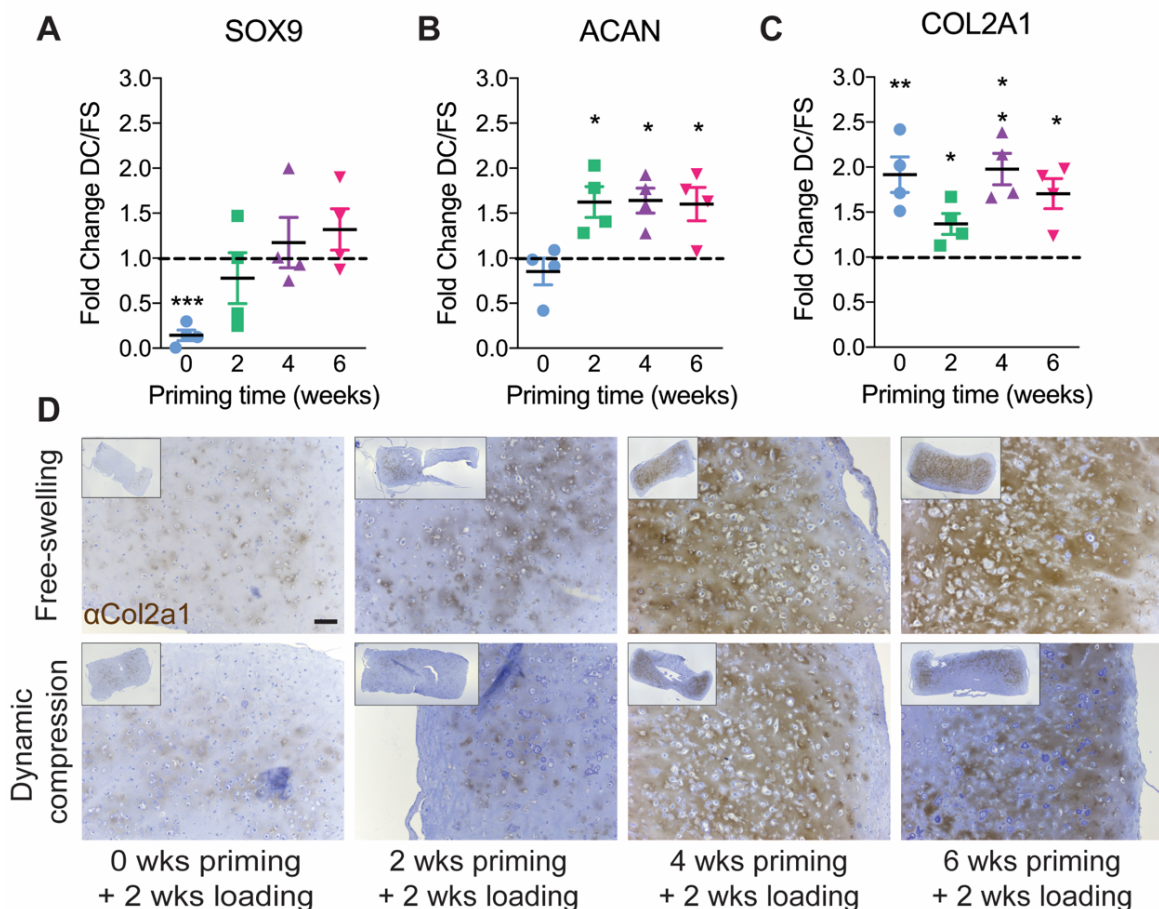 A
SOX9
Fold Change DC/FS
3.0
2.5
2.0
1.5
1.0
0.5
0.0
***
0 2 4 6
Priming time (weeks)
B
ACAN
Fold Change DC/FS
3.0
2.5
2.0
1.5
1.0
0.5
0.0
* * *
0 2 4 6
Priming time (weeks)
C
COL2A1
Fold Change DC/FS
3.0
2.5
2.0
1.5
1.0
0.5
0.0
**
*
*
*
*
0 2 4 6
Priming time (weeks)
D
Free-swelling
αCol2a1
Dynamic
compression
0 wks priming
+ 2 wks loading
2 wks priming
+ 2 wks loading
4 wks priming
+ 2 wks loading
6 wks priming
+ 2 wks loading